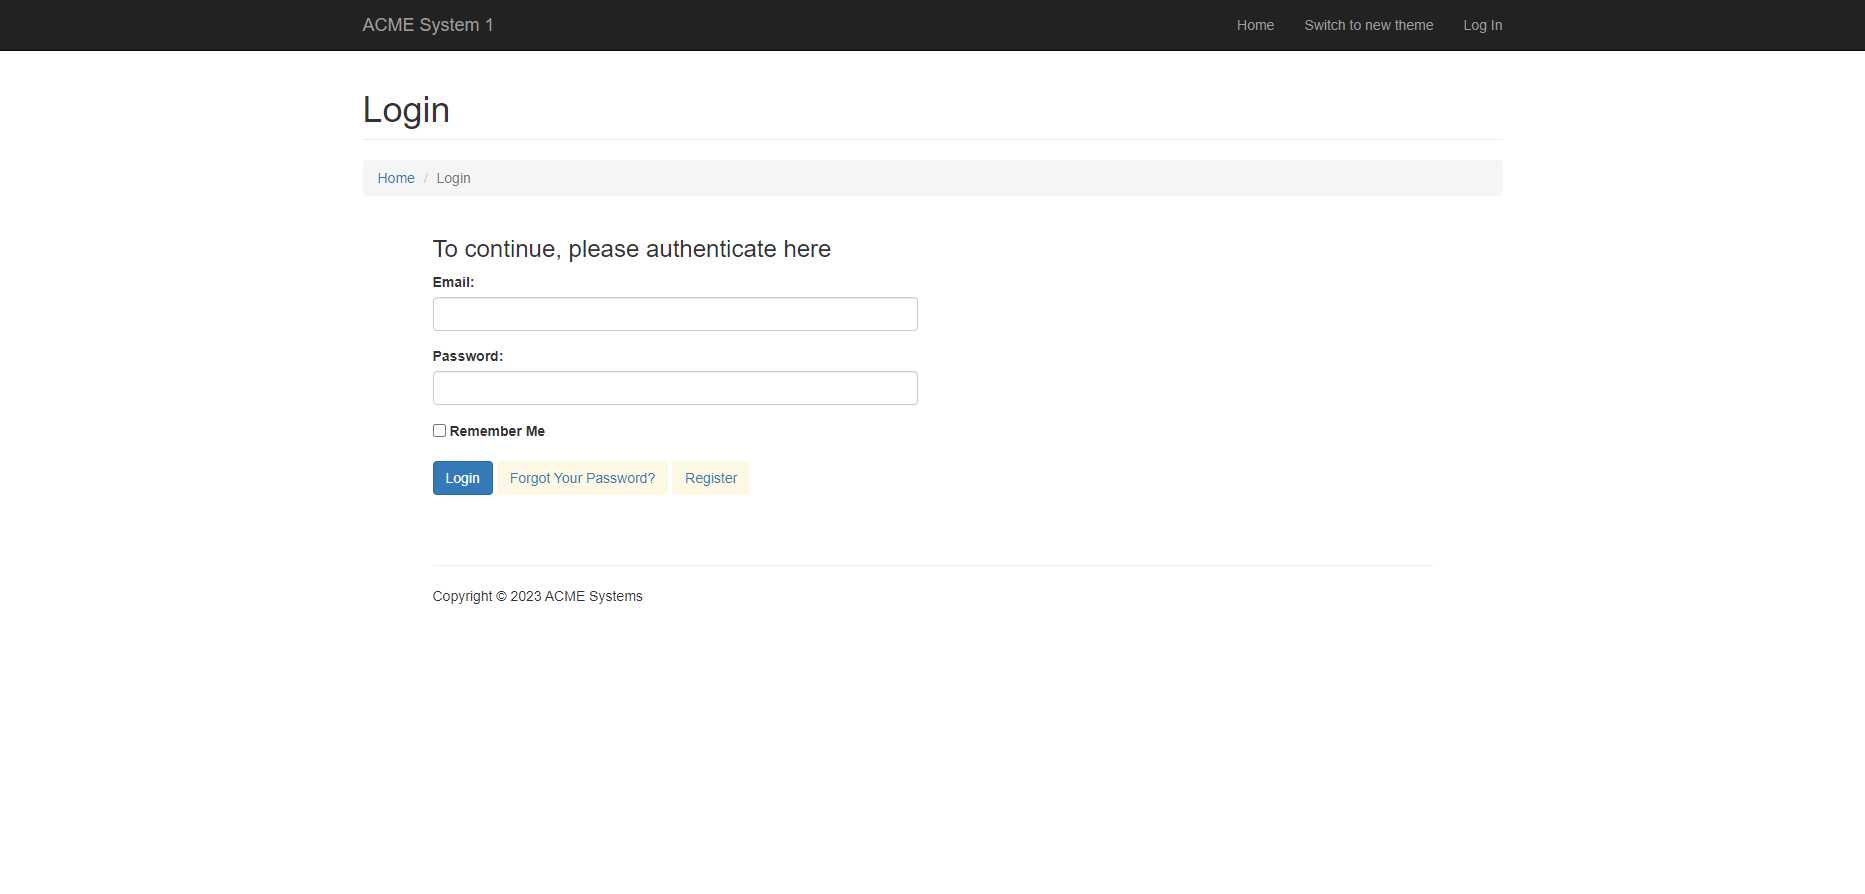 ACME System 1
Home Switch to new theme Log In
Login
Home / Login
To continue, please authenticate here
Email:
Password:
Remember Me
Login Forgot Your Password? Register
Copyright © 2023 ACME Systems